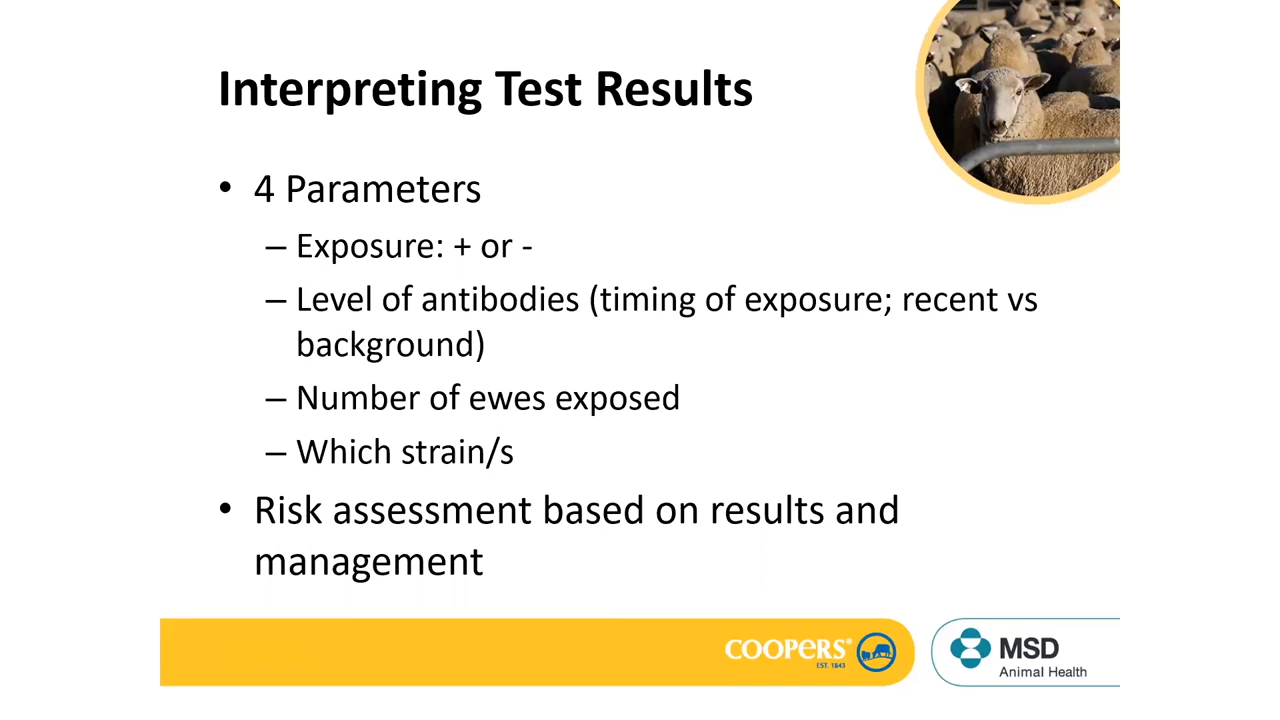 Interpreting Test Results
• 4 Parameters
– Exposure: + or -
– Level of antibodies (timing of exposure; recent vs
background)
– Number of ewes exposed
– Which strain/s
• Risk assessment based on results and
management
COOPERS®
EST. 1843
MSD
Animal Health